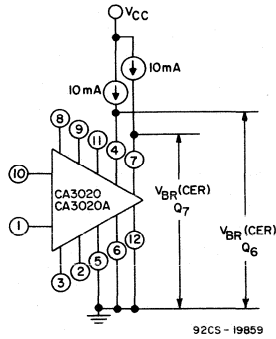 VCC
10mA
10mA
8
9
11
4
7
10
CA3020
CA3020A
1
3
2
5
6
12
VBR(CER)
Q7
VBR(CER)
Q6
92CS-19859